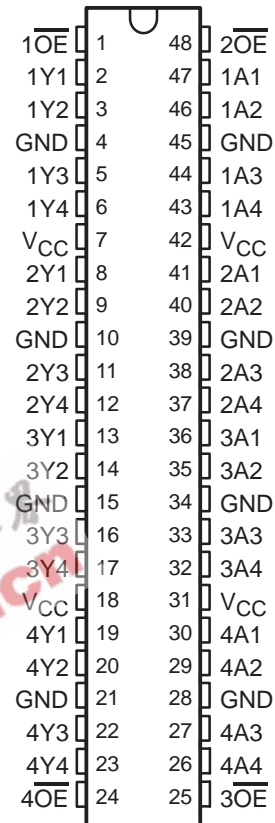 1O̅E̅ 1 48 2O̅E̅
1Y1 2 47 1A1
1Y2 3 46 1A2
GND 4 45 GND
1Y3 5 44 1A3
1Y4 6 43 1A4
VCC 7 42 VCC
2Y1 8 41 2A1
2Y2 9 40 2A2
GND 10 39 GND
2Y3 11 38 2A3
2Y4 12 37 2A4
3Y1 13 36 3A1
3Y2 14 35 3A2
GND 15 34 GND
3Y3 16 33 3A3
3Y4 17 32 3A4
VCC 18 31 VCC
4Y1 19 30 4A1
4Y2 20 29 4A2
GND 21 28 GND
4Y3 22 27 4A3
4Y4 23 26 4A4
4O̅E̅ 24 25 3O̅E̅